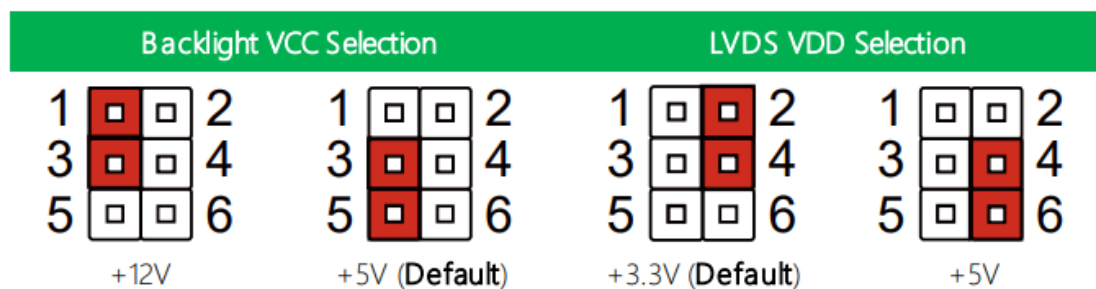 Backlight VCC Selection LVDS VDD Selection
1 2 1 2 1 2 1 2
3 4 3 4 3 4 3 4
5 6 5 6 5 6 5 6
+12V +5V (Default) +3.3V (Default) +5V